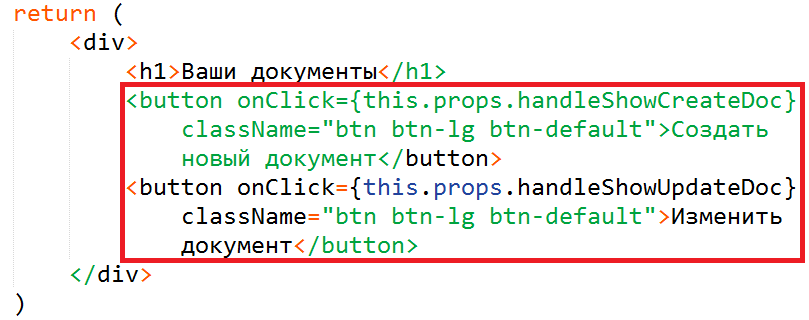 return (
<div>
<h1>Ваши документы</h1>
<button onClick={this.props.handleShowCreateDoc}
className="btn btn-lg btn-default">Создать
новый документ</button>
<button onClick={this.props.handleShowUpdateDoc}
className="btn btn-lg btn-default">Изменить
документ</button>
</div>
)